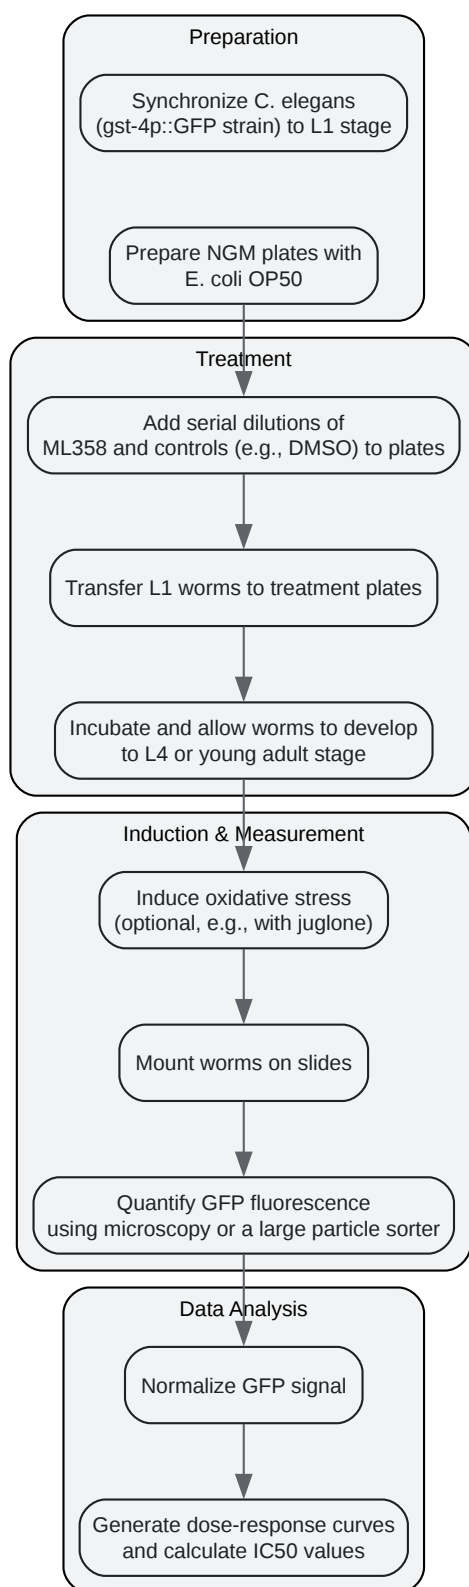 Preparation
Synchronize C. elegans
(gst-4p::GFP strain) to L1 stage
Prepare NGM plates with
E. coli OP50
Treatment
Add serial dilutions of
ML358 and controls (e.g., DMSO) to plates
Transfer L1 worms to treatment plates
Incubate and allow worms to develop
to L4 or young adult stage
Induction & Measurement
Induce oxidative stress
(optional, e.g., with juglone)
Mount worms on slides
Quantify GFP fluorescence
using microscopy or a large particle sorter
Data Analysis
Normalize GFP signal
Generate dose-response curves
and calculate IC50 values